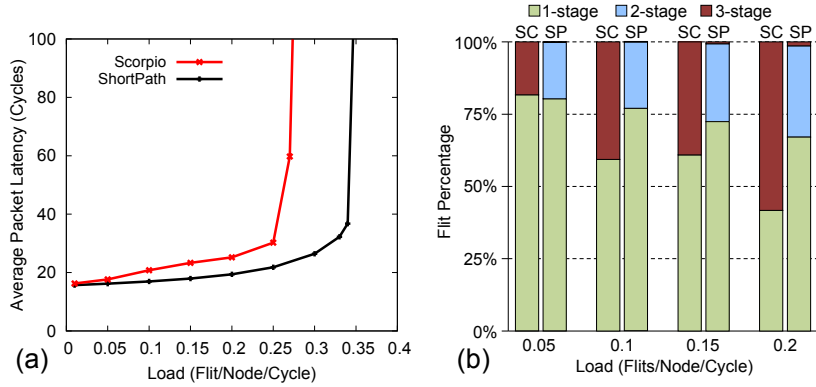 100
80
60
40
20
0
Average Packet Latency (Cycles)
Scorpio
ShortPath
0 0.05 0.1 0.15 0.20 0.25 0.3 0.35 0.4
Load (Flit/Node/Cycle)
(a)
1-stage 2-stage 3-stage
SC SP SC SP SC SP SC SP
100%
75%
50%
25%
0%
Flit Percentage
0.05 0.1 0.15 0.2
Load (Flits/Node/Cycle)
(b)